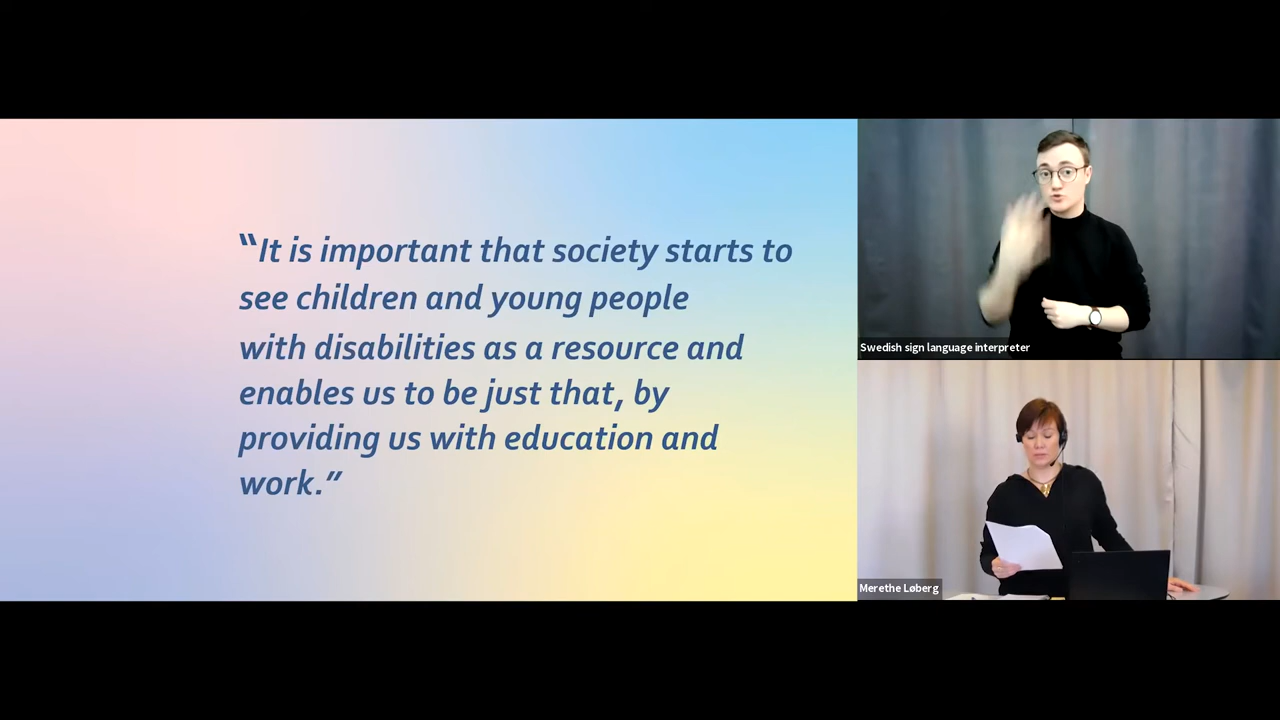 “It is important that society starts to
see children and young people
with disabilities as a resource and
enables us to be just that, by
providing us with education and
work.”
Swedish sign language interpreter
Merethe Løberg